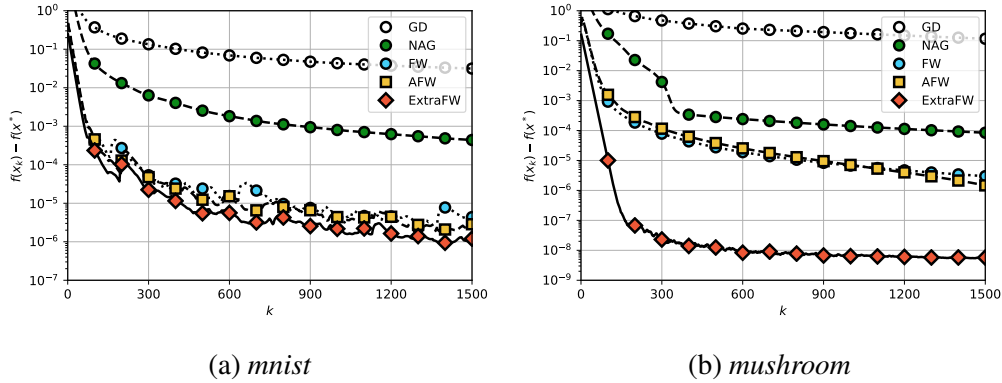 10^0
10^-1
10^-2
10^-3
10^-4
10^-5
10^-6
10^-7
f(x_k) − f(x^*)
0 300 600 900 1200 1500
k
GD
NAG
FW
AFW
ExtraFW
(a) mnist
10^0
10^-1
10^-2
10^-3
10^-4
10^-5
10^-6
10^-7
10^-8
10^-9
f(x_k) − f(x^*)
0 300 600 900 1200 1500
k
GD
NAG
FW
AFW
ExtraFW
(b) mushroom